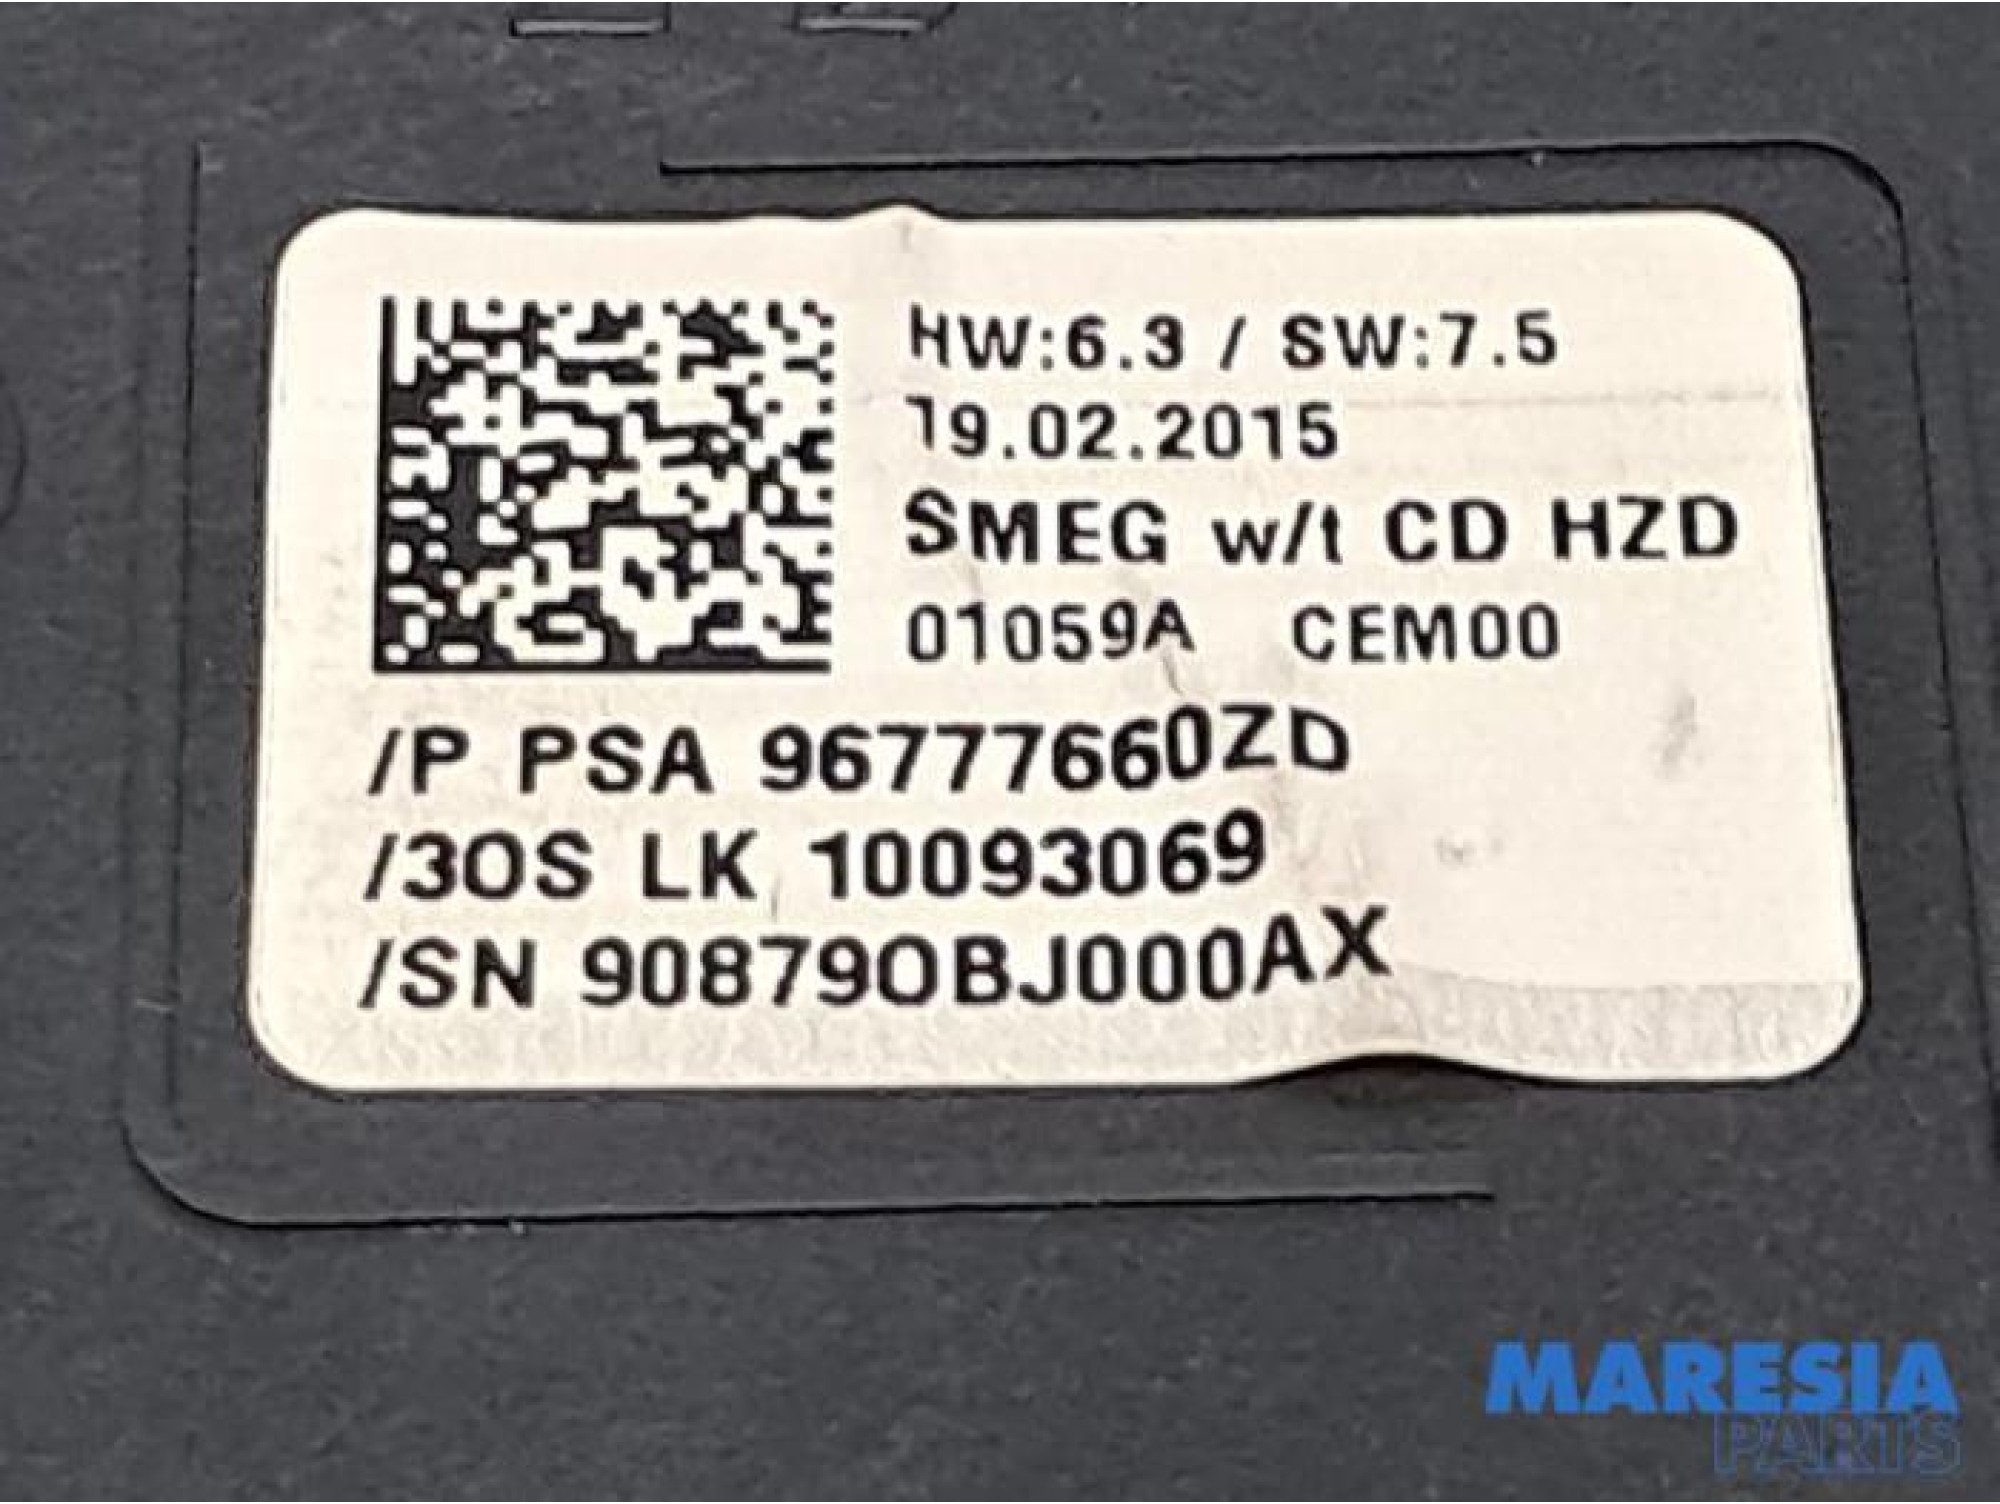 HW:6.3 / SW:7.5
19.02.2015
SMEG w/t CD HZD
01059A CEM00
/P PSA 96777660ZD
/3OS LK 10093069
/SN 90879OBJ000AX
MARESIA
PARTS